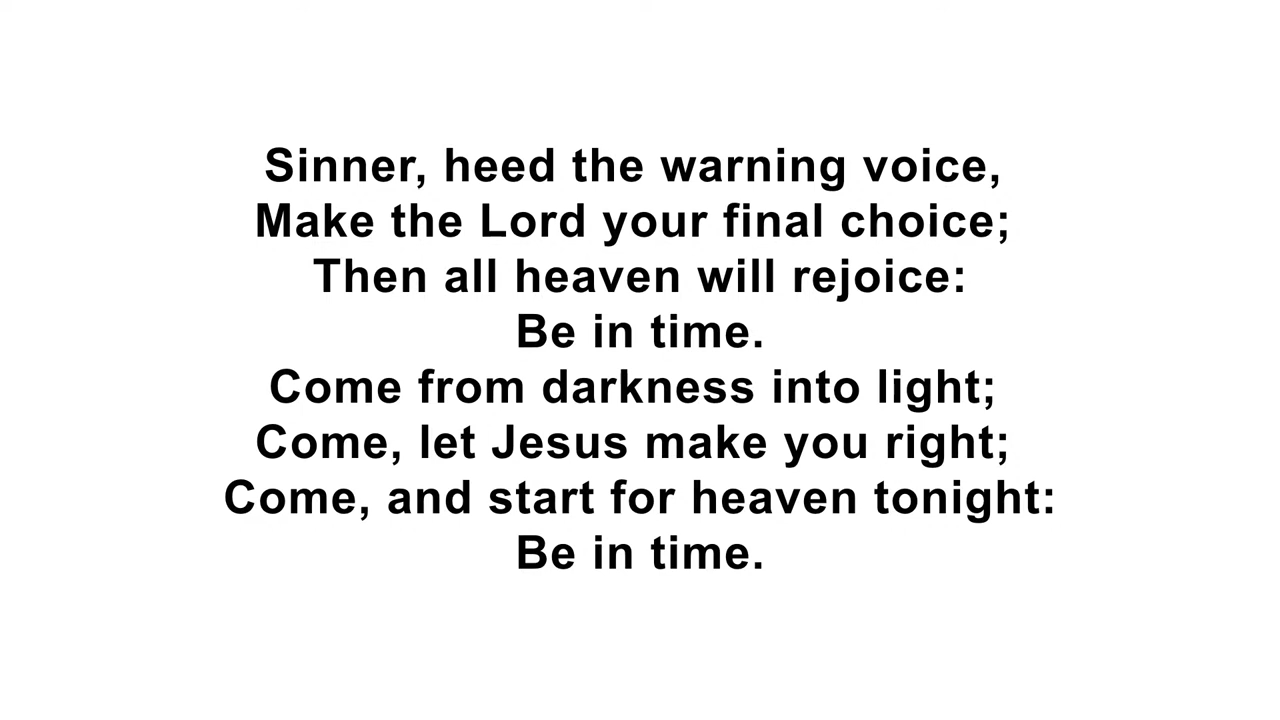 Sinner, heed the warning voice,
Make the Lord your final choice;
Then all heaven will rejoice:
Be in time.
Come from darkness into light;
Come, let Jesus make you right;
Come, and start for heaven tonight:
Be in time.